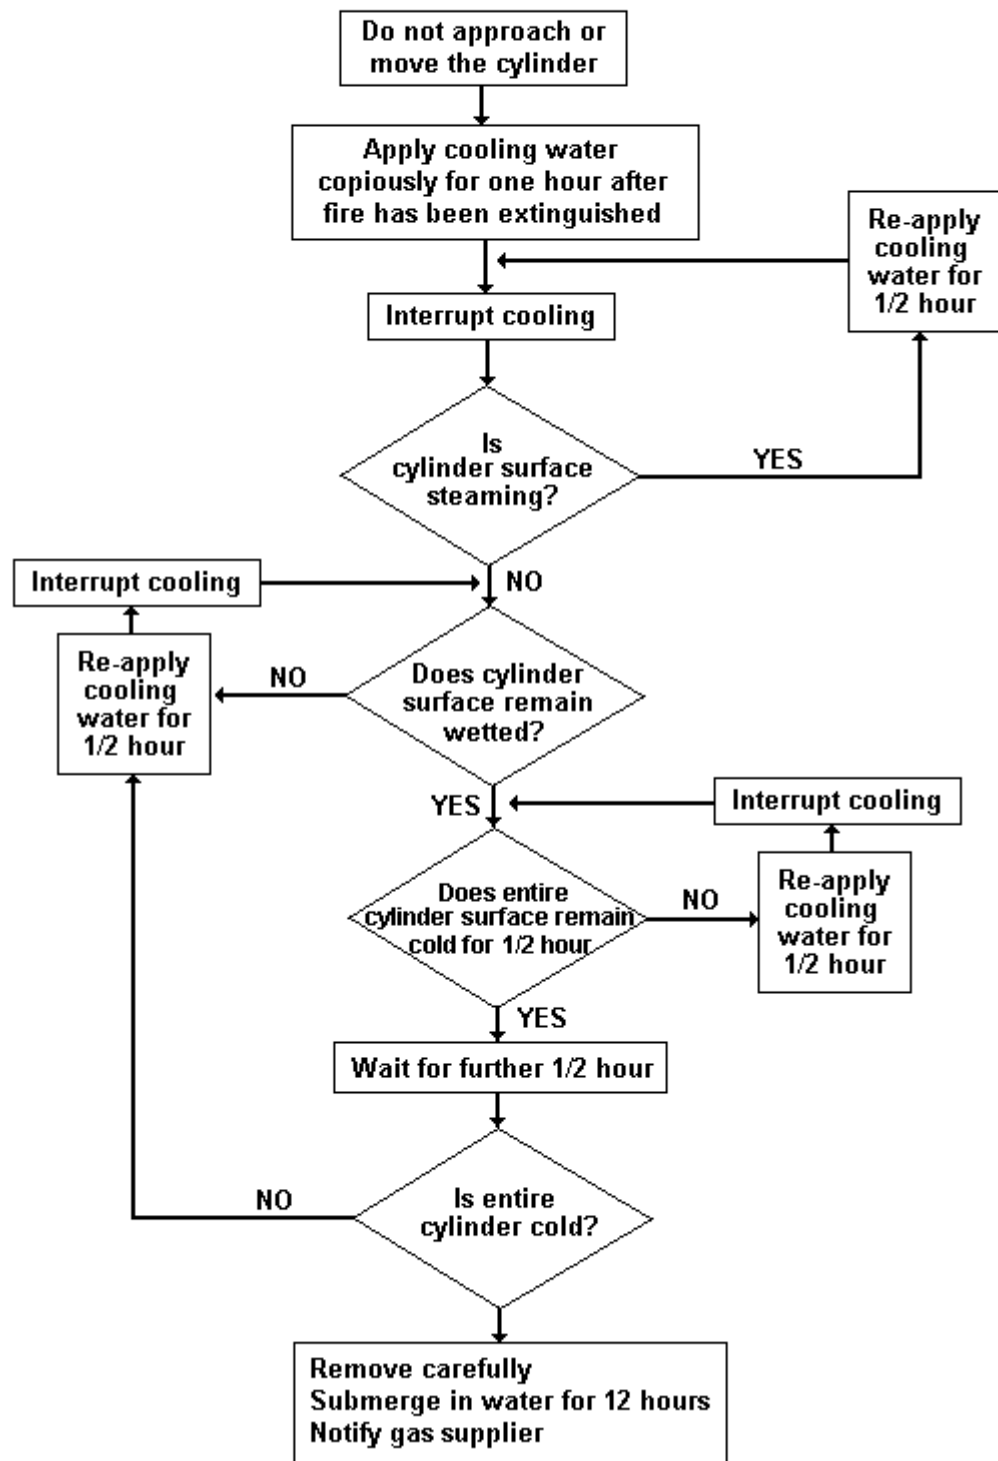 Do not approach or
move the cylinder
Apply cooling water
copiously for one hour after
fire has been extinguished
Re-apply
cooling
water for
1/2 hour
Interrupt cooling
Is
cylinder surface
steaming?
YES
NO
Interrupt cooling
Re-apply
cooling
water for
1/2 hour
NO
Does cylinder
surface remain
wetted?
YES
Interrupt cooling
Re-apply
cooling
water for
1/2 hour
NO
Does entire
cylinder surface remain
cold for 1/2 hour
YES
Wait for further 1/2 hour
NO
Is entire
cylinder cold?
Remove carefully
Submerge in water for 12 hours
Notify gas supplier